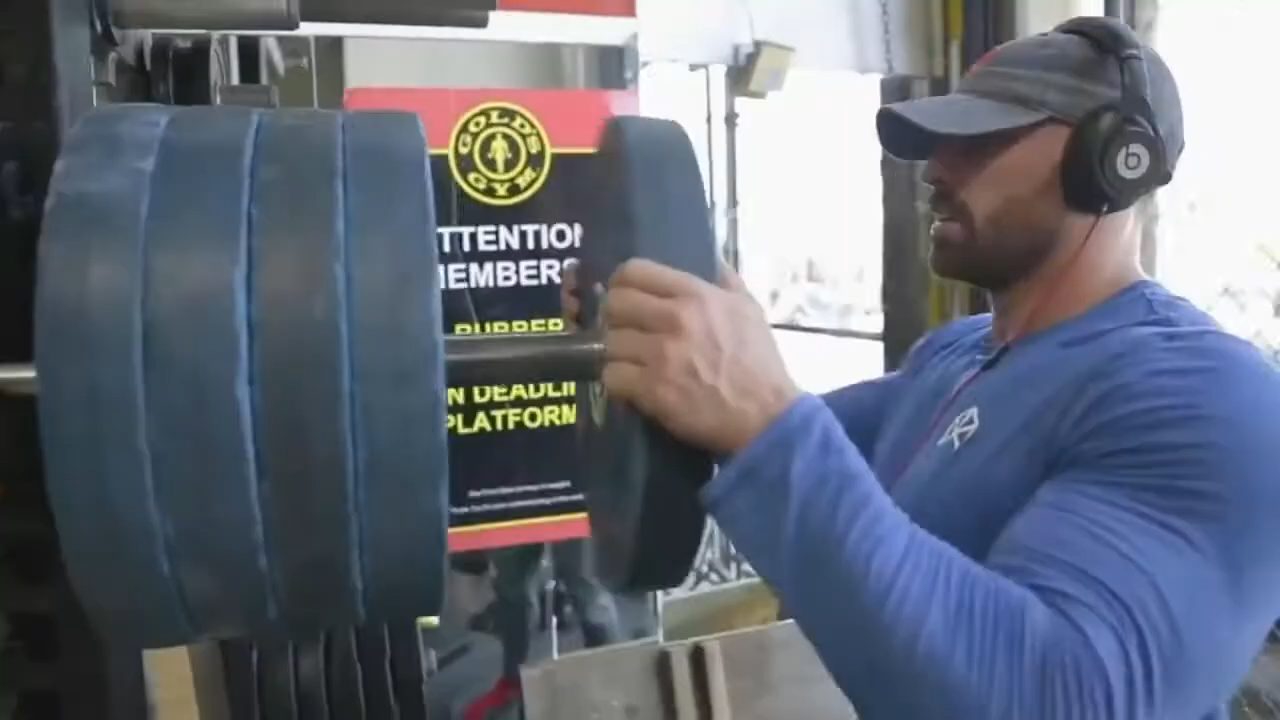 GOLD'S
GYM
TTENTION
MEMBERS
RUBBER
N DEADLI
PLATFORM
b